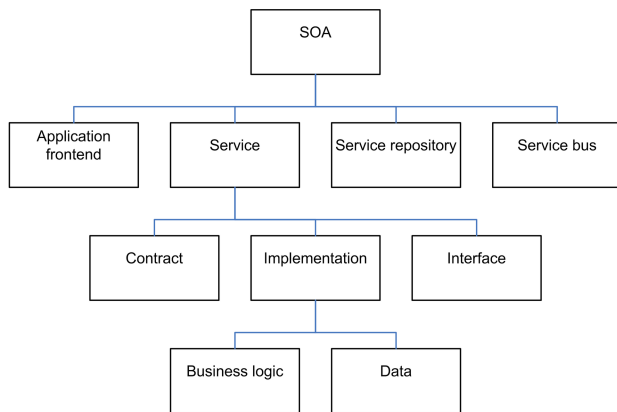 SOA
Application
frontend
Service
Service repository
Service bus
Contract
Implementation
Interface
Business logic
Data